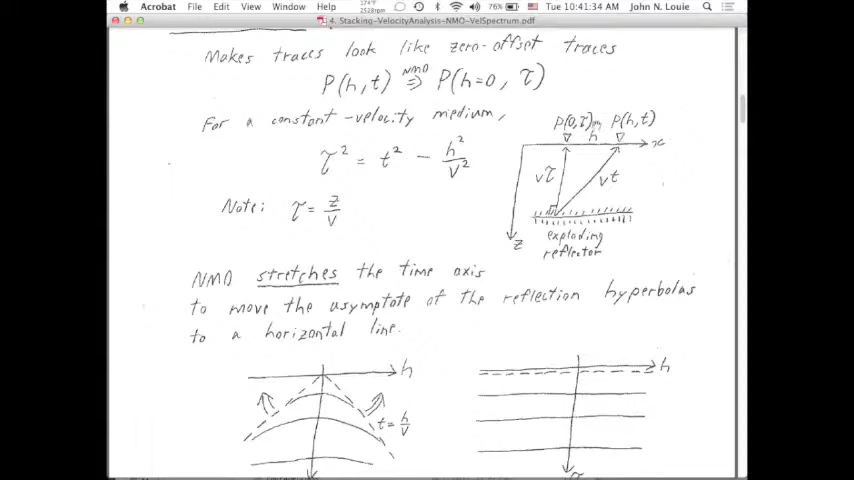 Acrobat File Edit View Window Help 76% Tue 10:41:34 AM John N. Louie
4. Stacking-VelocityAnalysis-NMO-VelSpectrum.pdf
Makes traces look like zero-offset traces
P(h,t) NMO ⇒ P(h=0, τ)
For a constant-velocity medium,
τ² = t² - h²/v²
Note: τ = z/v
P(0,τ) P(h,t)
h
x
vτ
vt
z
exploding
reflector
NMO stretches the time axis
to move the asymptote of the reflection hyperbolas
to a horizontal line.
h
t = h/v
h
τ